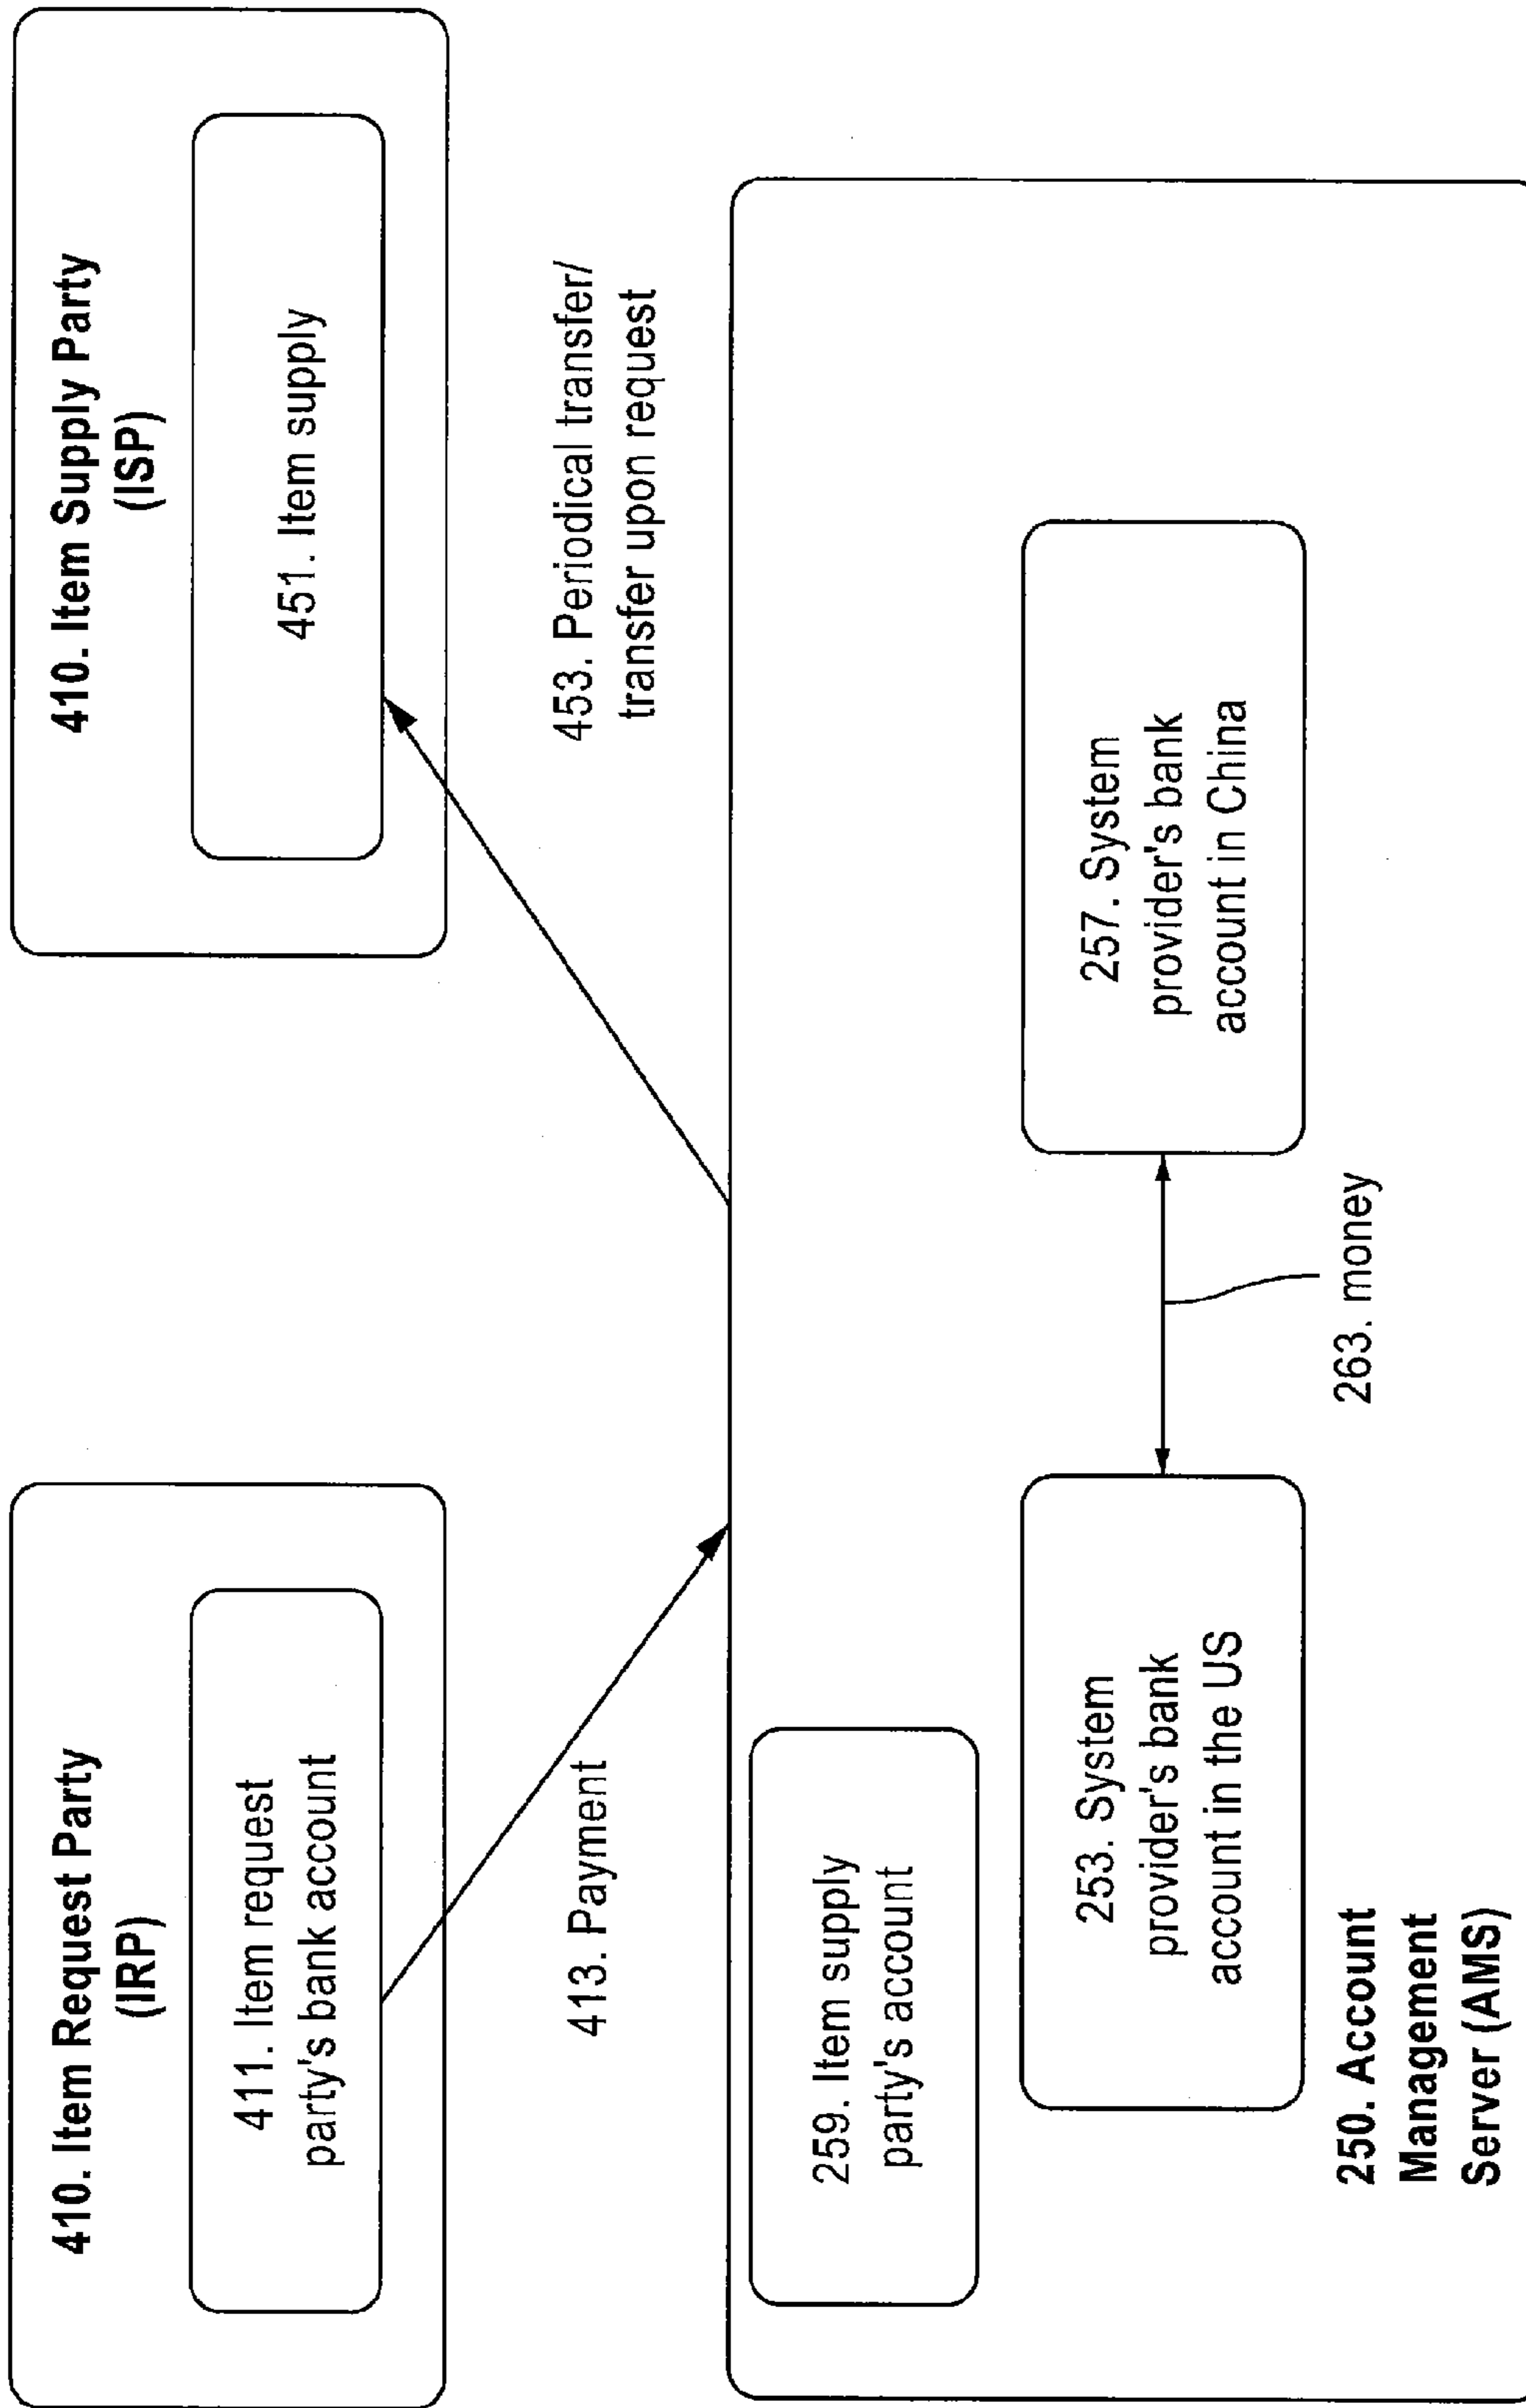 410. Item Request Party
(IRP)
411. Item request
party's bank account
410. Item Supply Party
(ISP)
451. Item supply
413. Payment
453. Periodical transfer/
transfer upon request
259. Item supply
party's account
253. System
provider's bank
account in the US
257. System
provider's bank
account in China
263. money
250. Account
Management
Server (AMS)